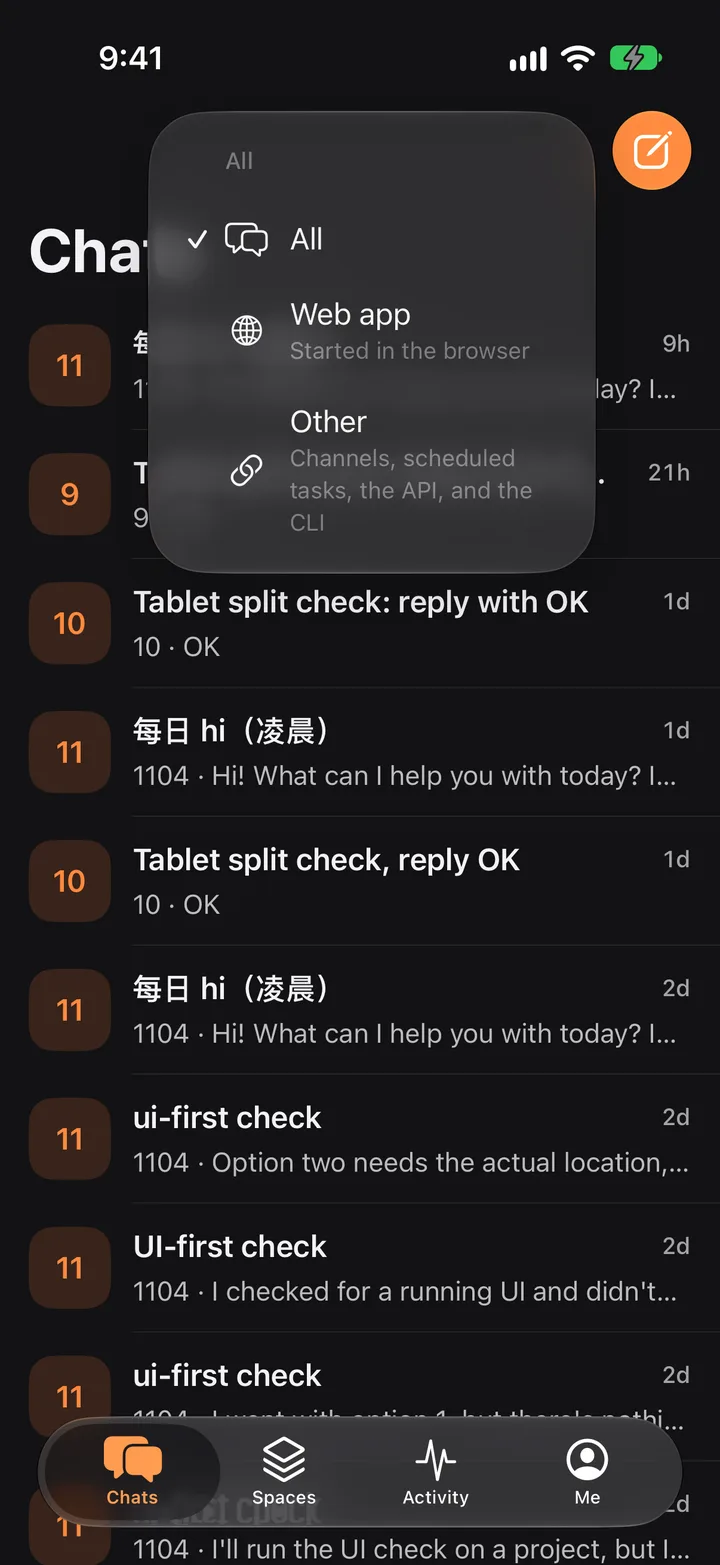 9:41
All
All
Web app
Started in the browser
Other
Channels, scheduled
tasks, the API, and the
CLI
11
9h
I...
9
21h
10
Tablet split check: reply with OK
1d
10 · OK
11
每日 hi（凌晨）
1d
1104 · Hi! What can I help you with today? I...
10
Tablet split check, reply OK
1d
10 · OK
11
每日 hi（凌晨）
2d
1104 · Hi! What can I help you with today? I...
11
ui-first check
2d
1104 · Option two needs the actual location,...
11
UI-first check
2d
1104 · I checked for a running UI and didn't...
11
ui-first check
2d
Chats
Spaces
Activity
Me
11
1104 · I'll run the UI check on a project, but I...